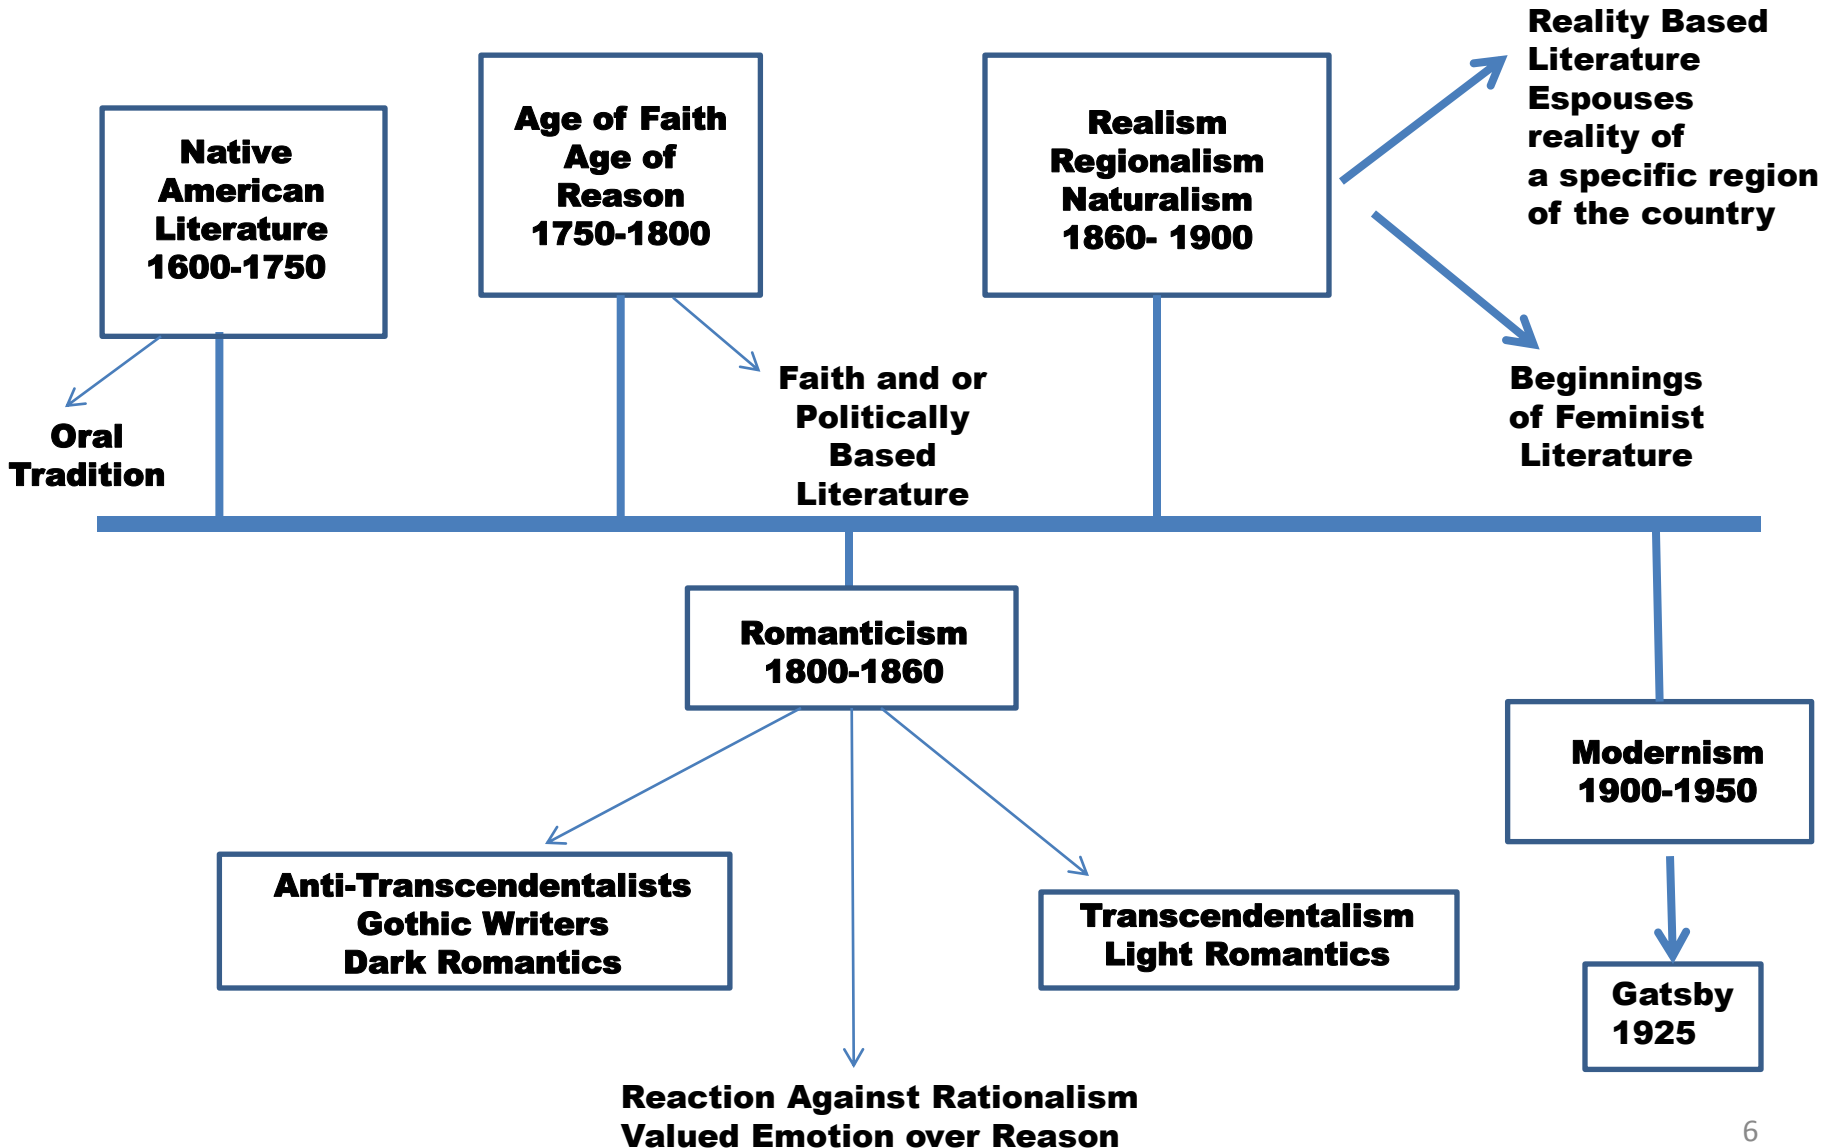 Native
American
Literature
1600-1750
Oral
Tradition
Age of Faith
Age of
Reason
1750-1800
Faith and or
Politically
Based
Literature
Realism
Regionalism
Naturalism
1860- 1900
Reality Based
Literature
Espouses
reality of
a specific region
of the country
Beginnings
of Feminist
Literature
Romanticism
1800-1860
Anti-Transcendentalists
Gothic Writers
Dark Romantics
Reaction Against Rationalism
Valued Emotion over Reason
Transcendentalism
Light Romantics
Modernism
1900-1950
Gatsby
1925
6